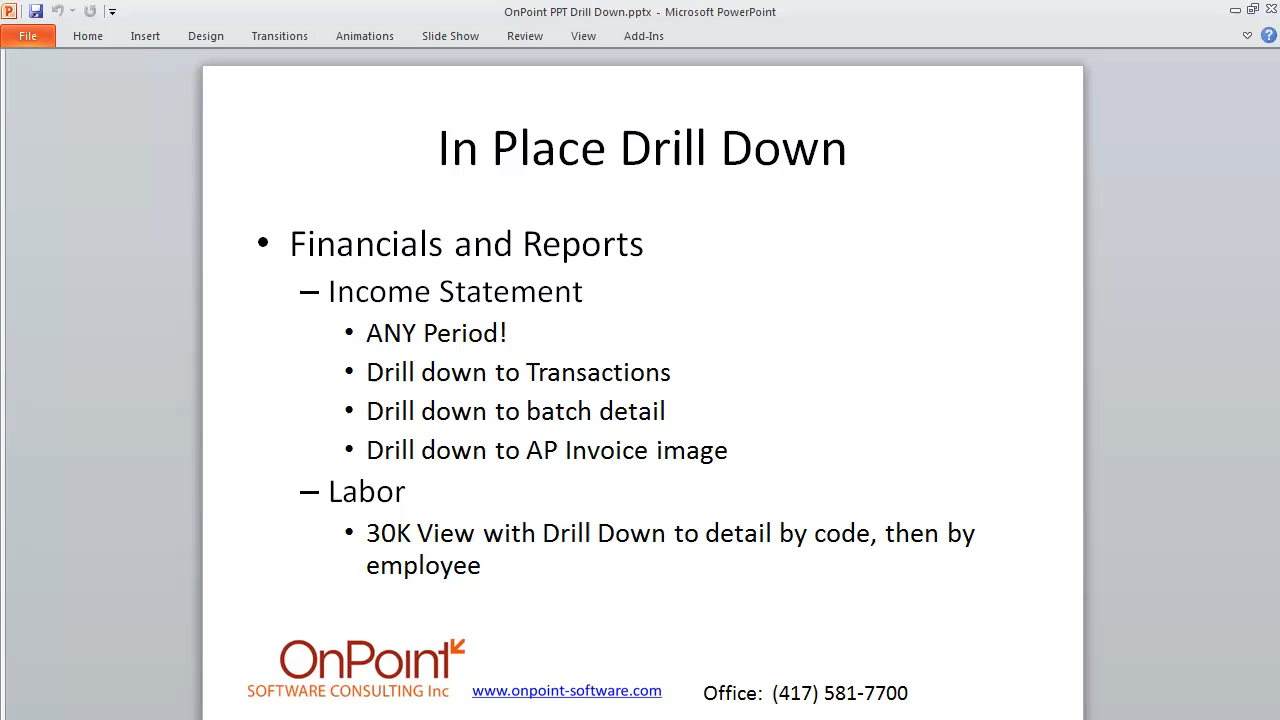 OnPoint PPT Drill Down.pptx - Microsoft PowerPoint
File Home Insert Design Transitions Animations Slide Show Review View Add-Ins
In Place Drill Down
• Financials and Reports
– Income Statement
• ANY Period!
• Drill down to Transactions
• Drill down to batch detail
• Drill down to AP Invoice image
– Labor
• 30K View with Drill Down to detail by code, then by
employee
OnPoint
SOFTWARE CONSULTING Inc
www.onpoint-software.com Office: (417) 581-7700